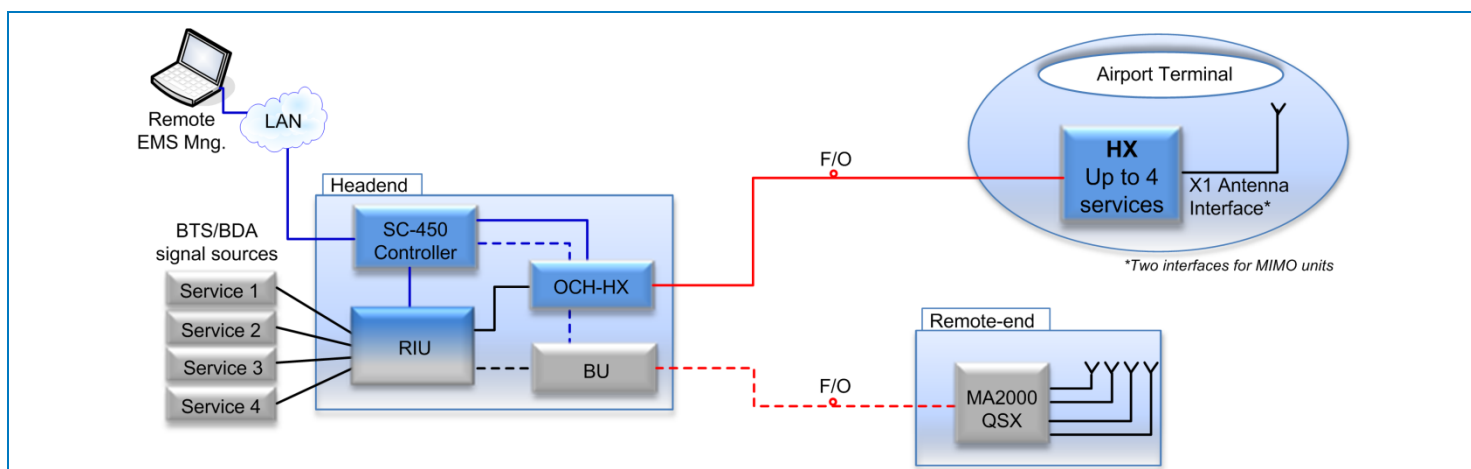 Remote
EMS Mng.
LAN
Headend
SC-450
Controller
BTS/BDA
signal sources
Service 1
Service 2
Service 3
Service 4
RIU
OCH-HX
BU
F/O
Airport Terminal
HX
Up to 4
services
X1 Antenna
Interface*
*Two interfaces for MIMO units
F/O
Remote-end
MA2000
QSX